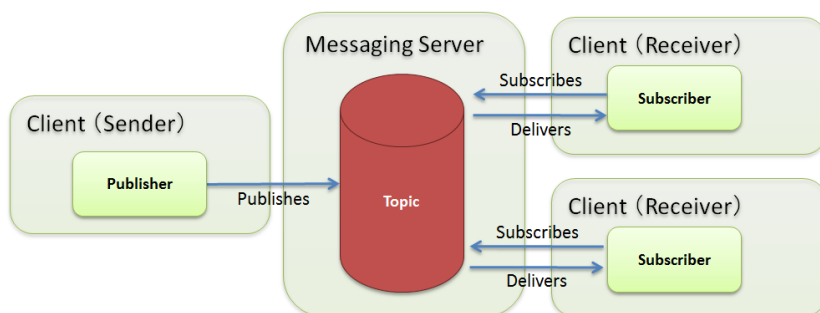 Messaging Server
Client（Receiver）
Subscribes
Subscriber
Delivers
Client（Sender）
Publisher
Publishes
Topic
Client（Receiver）
Subscribes
Subscriber
Delivers